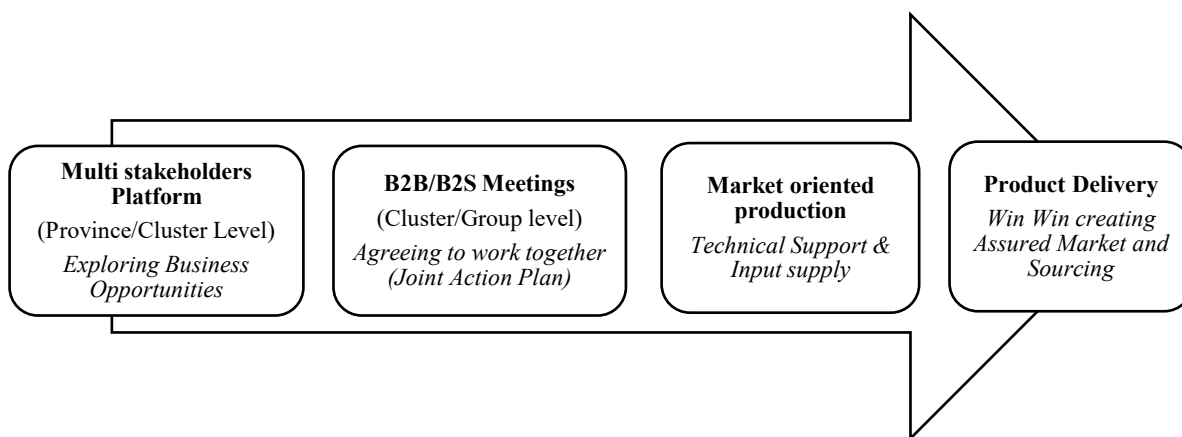 Multi stakeholders
Platform
(Province/Cluster Level)
Exploring Business
Opportunities
B2B/B2S Meetings
(Cluster/Group level)
Agreeing to work together
(Joint Action Plan)
Market oriented
production
Technical Support &
Input supply
Product Delivery
Win Win creating
Assured Market and
Sourcing